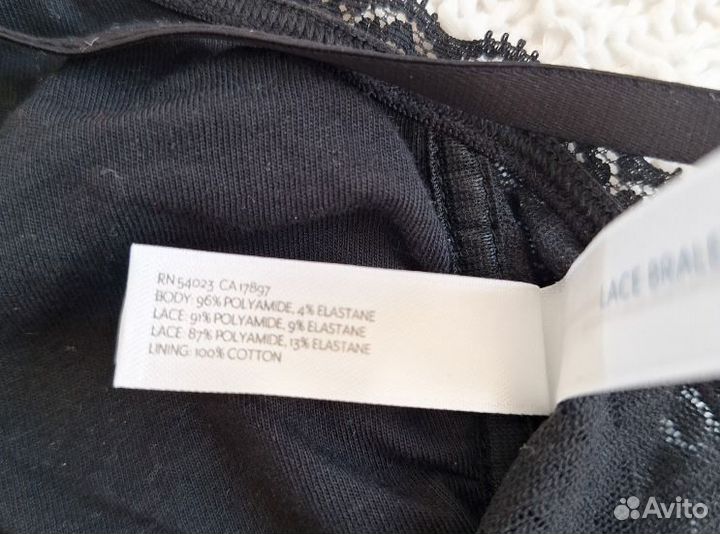 RN 54023 CA 17897
BODY: 96% POLYAMIDE, 4% ELASTANE
LACE: 91% POLYAMIDE, 9% ELASTANE
LACE: 87% POLYAMIDE, 13% ELASTANE
LINING: 100% COTTON
LACE BRALE
Avito